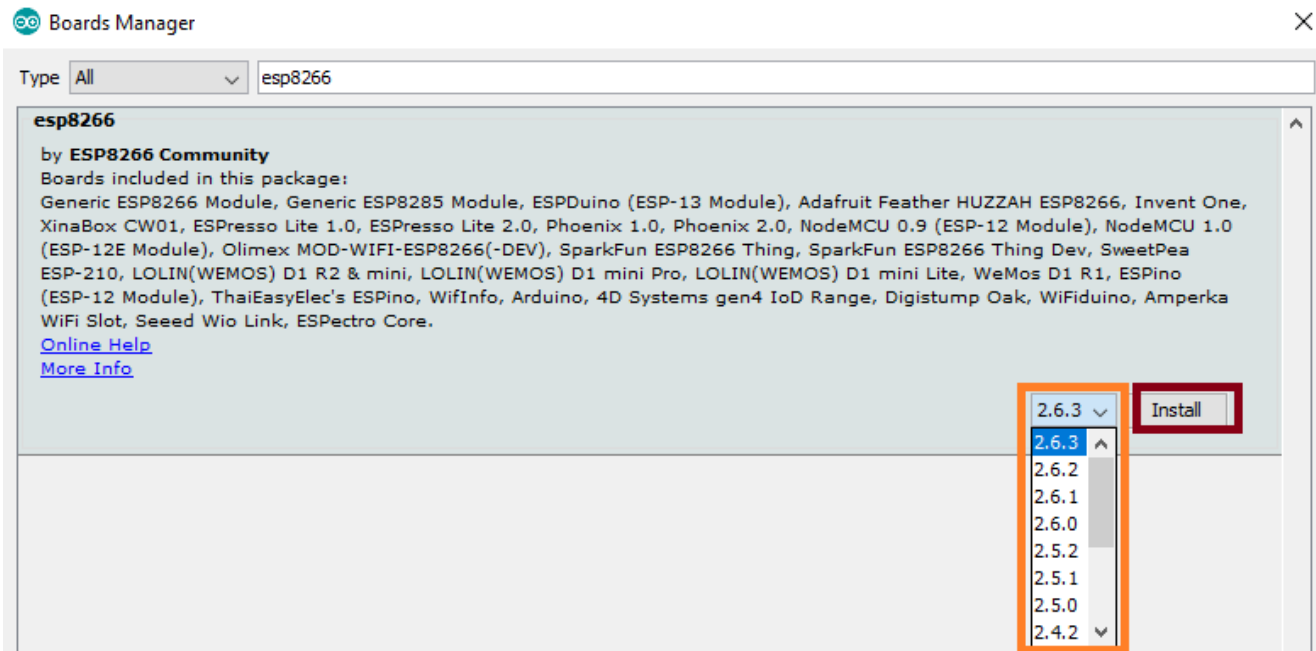 Boards Manager
Type All esp8266
esp8266
by ESP8266 Community
Boards included in this package:
Generic ESP8266 Module, Generic ESP8285 Module, ESPDuino (ESP-13 Module), Adafruit Feather HUZZAH ESP8266, Invent One,
XinaBox CW01, ESPresso Lite 1.0, ESPresso Lite 2.0, Phoenix 1.0, Phoenix 2.0, NodeMCU 0.9 (ESP-12 Module), NodeMCU 1.0
(ESP-12E Module), Olimex MOD-WIFI-ESP8266(-DEV), SparkFun ESP8266 Thing, SparkFun ESP8266 Thing Dev, SweetPea
ESP-210, LOLIN(WEMOS) D1 R2 & mini, LOLIN(WEMOS) D1 mini Pro, LOLIN(WEMOS) D1 mini Lite, WeMos D1 R1, ESPino
(ESP-12 Module), ThaiEasyElec's ESPino, WifInfo, Arduino, 4D Systems gen4 IoD Range, Digistump Oak, WiFiduino, Amperka
WiFi Slot, Seeed Wio Link, ESPectro Core.
Online Help
More Info
2.6.3 Install
2.6.3
2.6.2
2.6.1
2.6.0
2.5.2
2.5.1
2.5.0
2.4.2